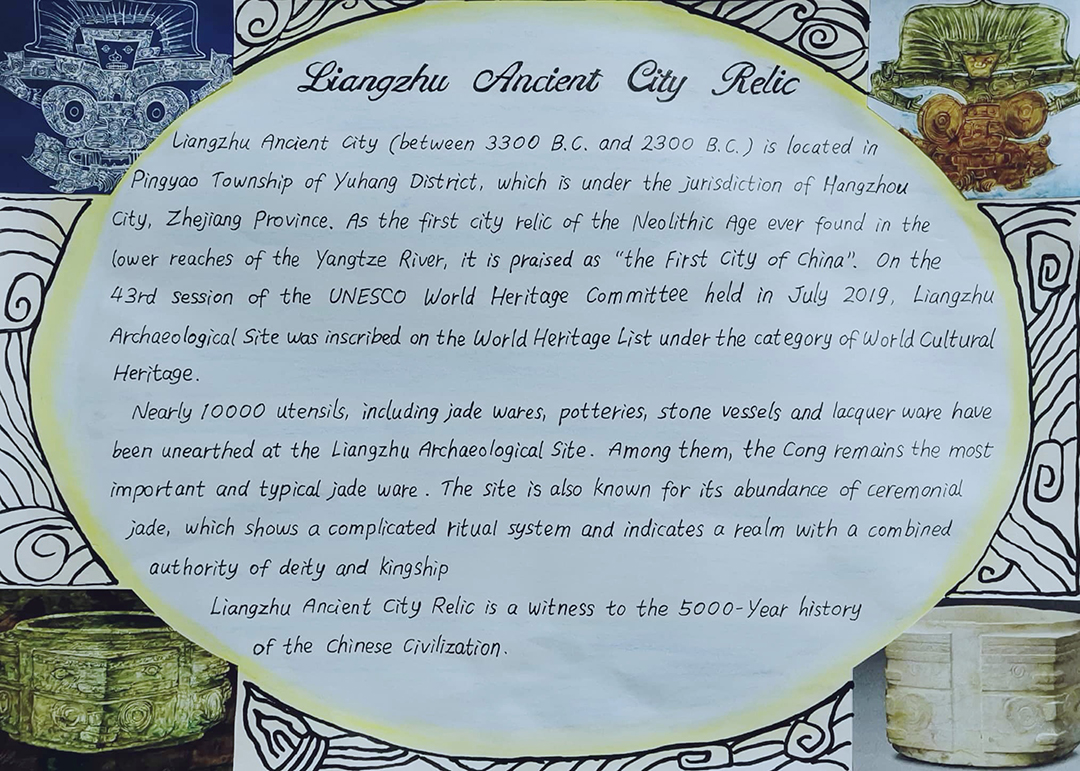 Liangzhu Ancient City Relic
Liangzhu Ancient City (between 3300 B.C. and 2300 B.C.) is located in
Pingyao Township of Yuhang District, which is under the jurisdiction of Hangzhou
City, Zhejiang Province. As the first city relic of the Neolithic Age ever found in the
lower reaches of the Yangtze River, it is praised as "the First City of China". On the
43rd session of the UNESCO World Heritage Committee held in July 2019, Liangzhu
Archaeological Site was inscribed on the World Heritage List under the category of World Cultural
Heritage.
Nearly 10000 utensils, including jade wares, potteries, stone vessels and lacquer ware have
been unearthed at the Liangzhu Archaeological Site. Among them, the Cong remains the most
important and typical jade ware. The site is also known for its abundance of ceremonial
jade, which shows a complicated ritual system and indicates a realm with a combined
authority of deity and kingship
Liangzhu Ancient City Relic is a witness to the 5000-Year history
of the Chinese Civilization.